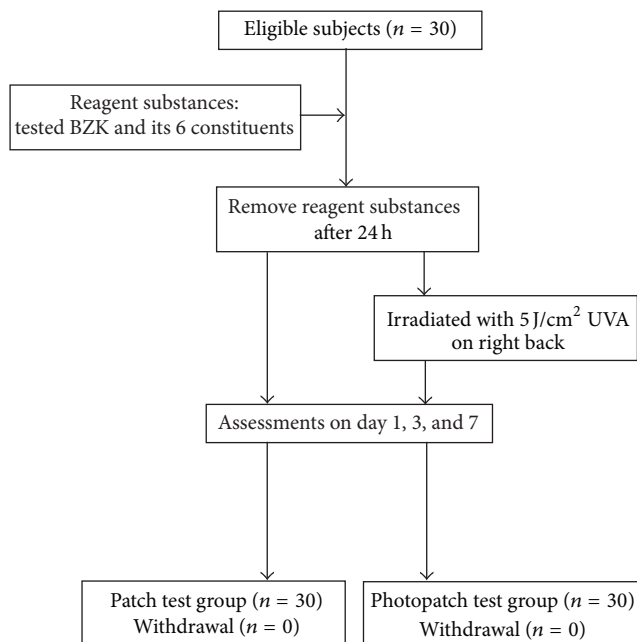 Eligible subjects (n = 30)
Reagent substances:
tested BZK and its 6 constituents
Remove reagent substances
after 24 h
Irradiated with 5 J/cm² UVA
on right back
Assessments on day 1, 3, and 7
Patch test group (n = 30)
Withdrawal (n = 0)
Photopatch test group (n = 30)
Withdrawal (n = 0)